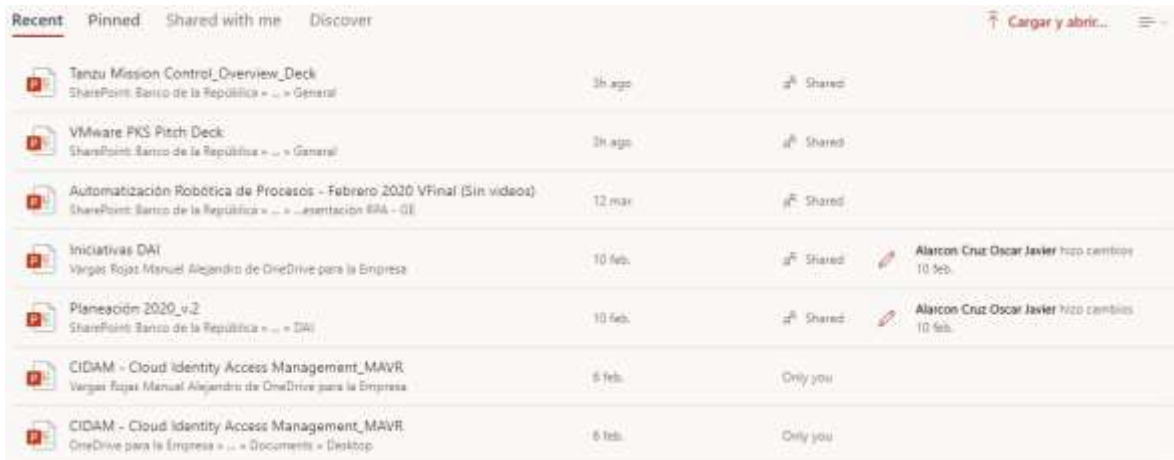 Recent Pinned Shared with me Discover Cargar y abrir...
Tanzu Mission Control_Overview_Deck
SharePoint: Banco de la República » ... » General
3h ago
Shared
VMware PKS Pitch Deck
SharePoint: Banco de la República » ... » General
3h ago
Shared
Automatización Robótica de Procesos - Febrero 2020 VFinal (Sin videos)
SharePoint: Banco de la República » ... » ...esentación RPA - GE
12 mar.
Shared
Iniciativas DAI
Vargas Rojas Manuel Alejandro de OneDrive para la Empresa
10 feb.
Shared
Alarcon Cruz Oscar Javier hizo cambios
10 feb.
Planeación 2020_v.2
SharePoint: Banco de la República » ... » DAI
10 feb.
Shared
Alarcon Cruz Oscar Javier hizo cambios
10 feb.
CIDAM - Cloud Identity Access Management_MAVR
Vargas Rojas Manuel Alejandro de OneDrive para la Empresa
6 feb.
Only you
CIDAM - Cloud Identity Access Management_MAVR
OneDrive para la Empresa » ... » Documents » Desktop
6 feb.
Only you